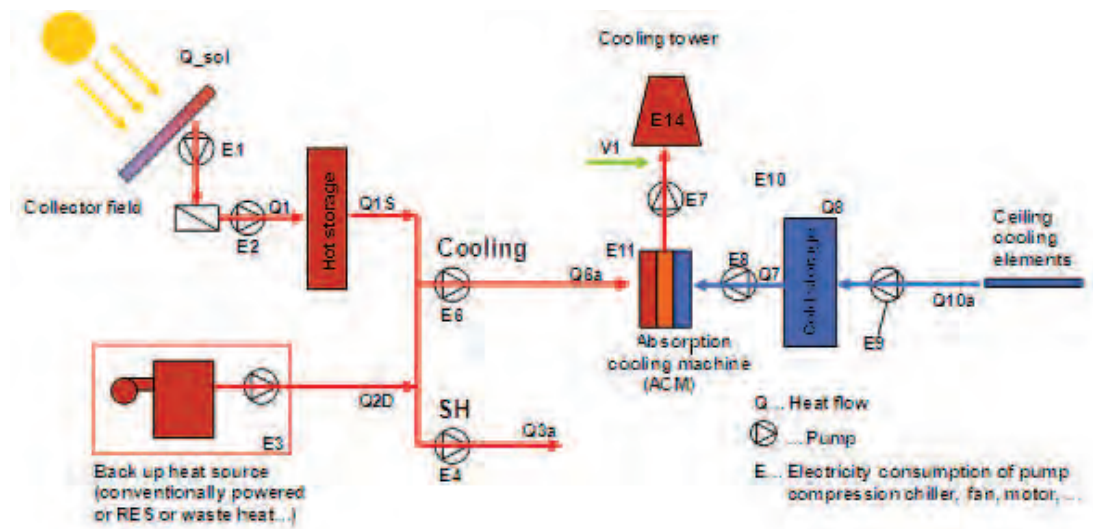 Cooling tower
Q_sol
E14
V1
E1
E10
E7
Q1
Q1S
Q8
Collector field
E2
Hot storage
Cooling
E11
E8
Ceiling
cooling
elements
Q6a
Q7
Cold storage
Q10a
E6
E9
Absorption
cooling machine
(ACM)
Q2D
SH
Q... Heat flow
E3
Q3a
... Pump
E4
Back up heat source
(conventionally powered
or RES or waste heat...)
E... Electricity consumption of pump
compression chiller, fan, motor, ...